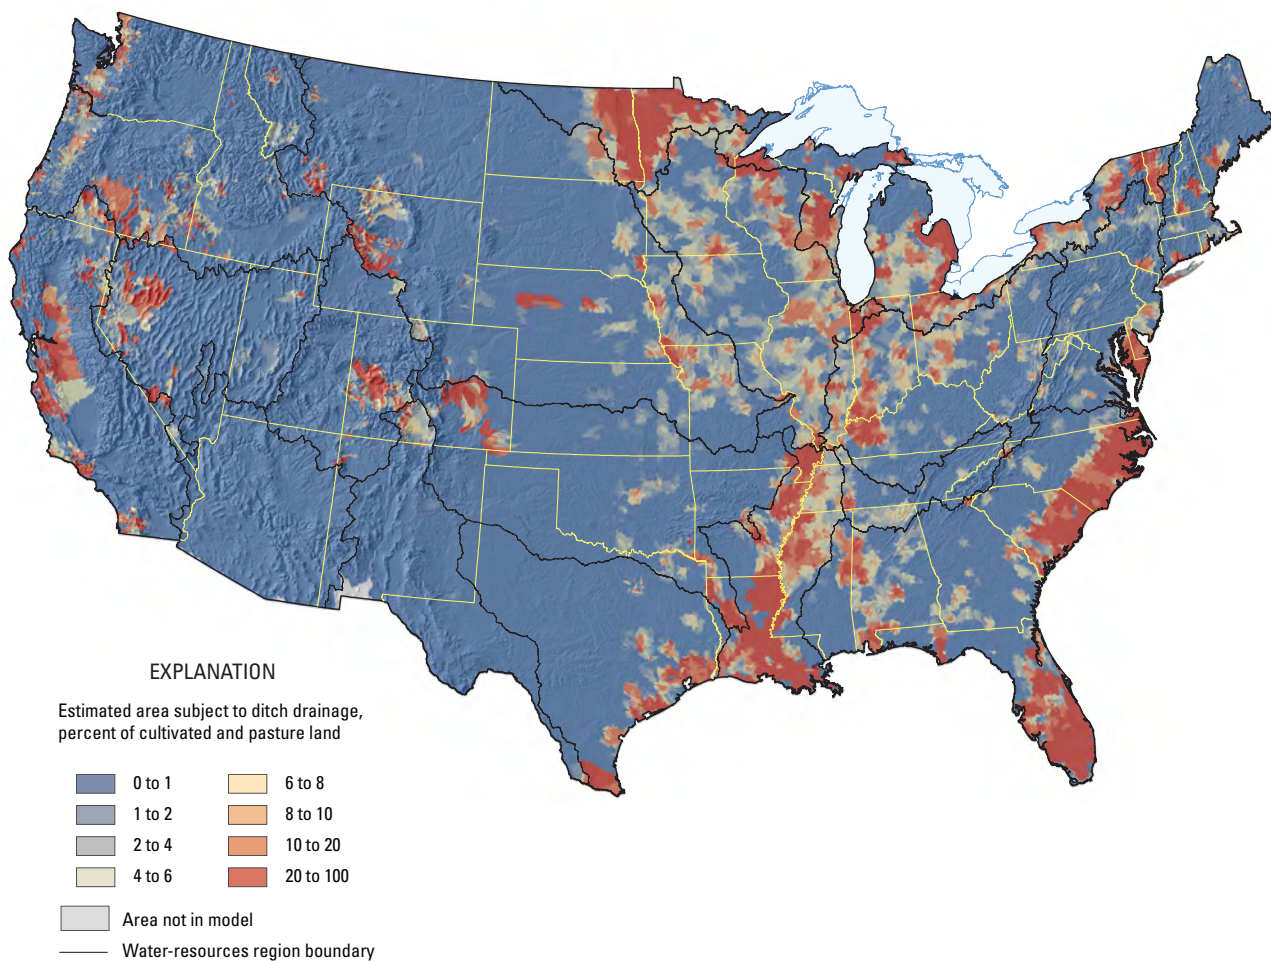 EXPLANATION
Estimated area subject to ditch drainage,
percent of cultivated and pasture land
0 to 1
1 to 2
2 to 4
4 to 6
6 to 8
8 to 10
10 to 20
20 to 100
Area not in model
Water-resources region boundary